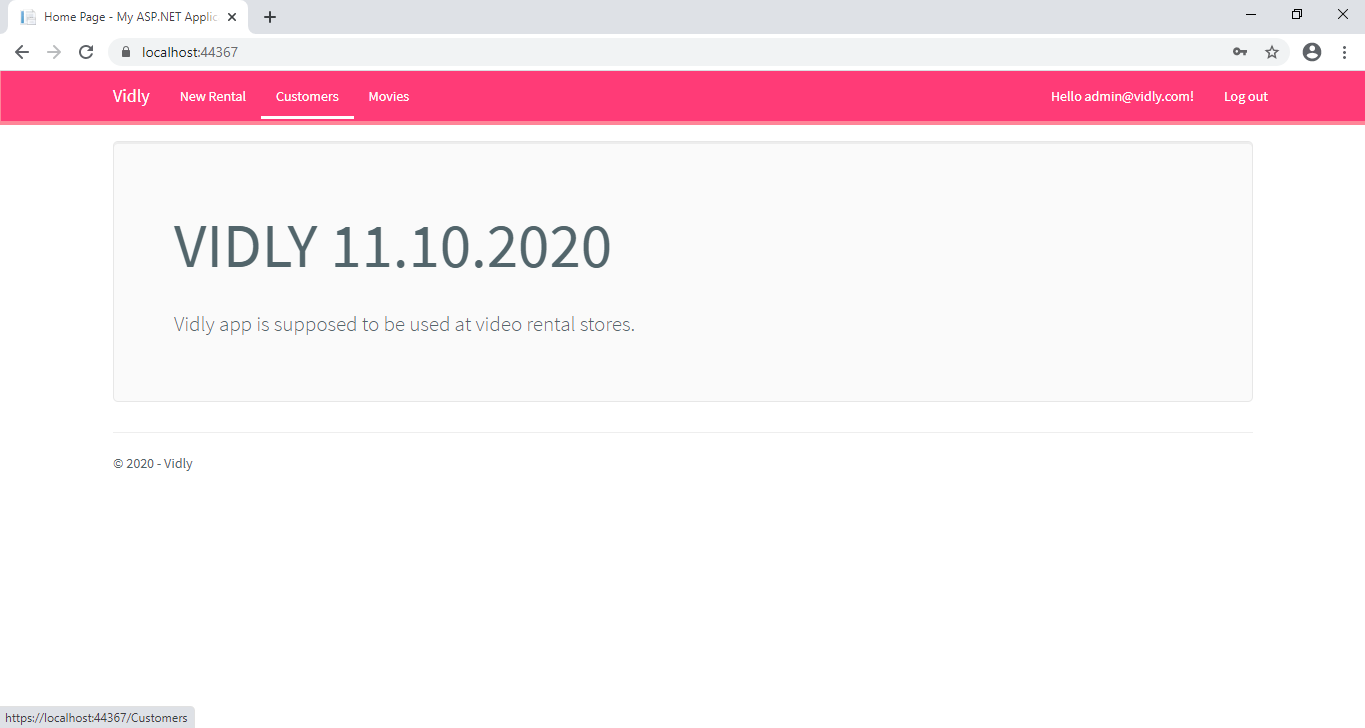 Home Page - My ASP.NET Applic
localhost:44367
Vidly New Rental Customers Movies Hello admin@vidly.com! Log out
VIDLY 11.10.2020
Vidly app is supposed to be used at video rental stores.
© 2020 - Vidly
https://localhost:44367/Customers